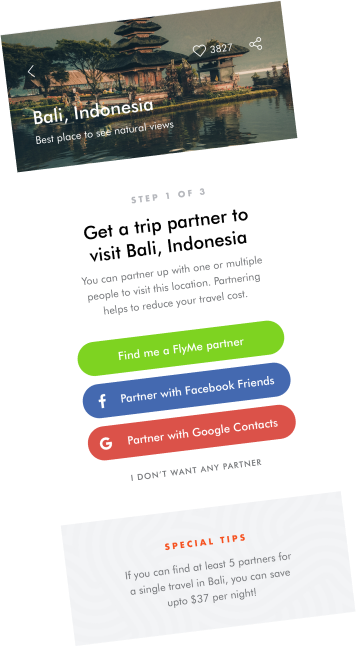 3827
Bali, Indonesia
Best place to see natural views
STEP 1 OF 3
Get a trip partner to
visit Bali, Indonesia
You can partner up with one or multiple
people to visit this location. Partnering
helps to reduce your travel cost.
Find me a FlyMe partner
f Partner with Facebook Friends
G Partner with Google Contacts
I DON'T WANT ANY PARTNER
SPECIAL TIPS
If you can find at least 5 partners for
a single travel in Bali, you can save
upto $37 per night!